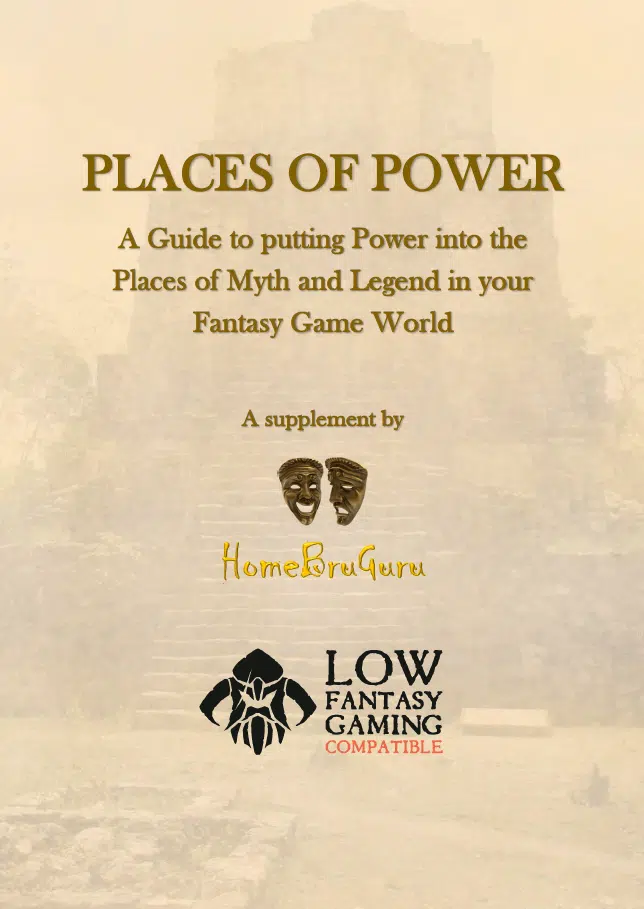 PLACES OF POWER
A Guide to putting Power into the
Places of Myth and Legend in your
Fantasy Game World
A supplement by
HomeBruGuru
LOW
FANTASY
GAMING
COMPATIBLE